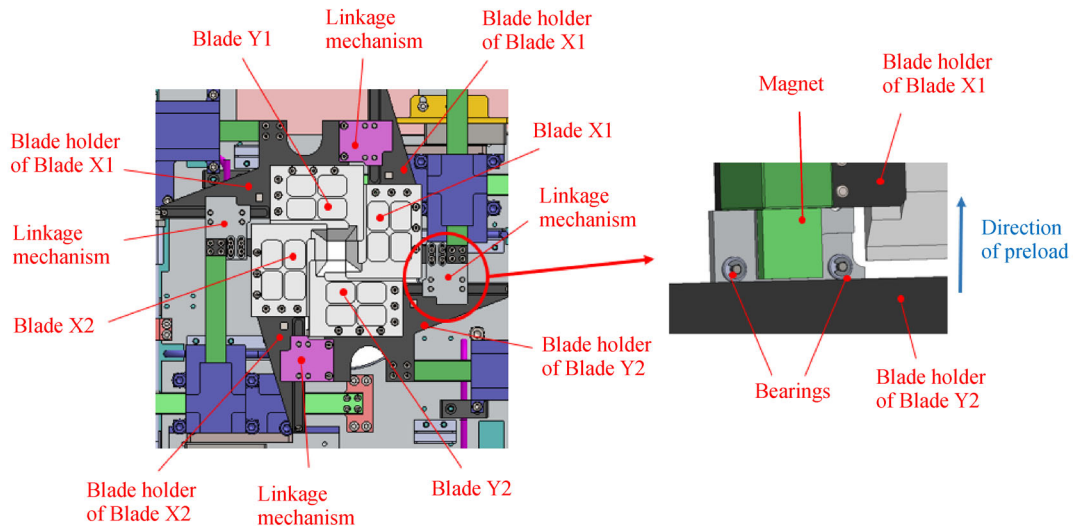 Linkage
mechanism
Blade holder
of Blade X1
Blade Y1
Blade holder
of Blade X1
Magnet
Blade X1
Blade holder
of Blade X1
Linkage
mechanism
Linkage
mechanism
Direction
of preload
Blade X2
Blade holder
of Blade Y2
Bearings
Blade holder
of Blade Y2
Blade holder
of Blade X2
Linkage
mechanism
Blade Y2